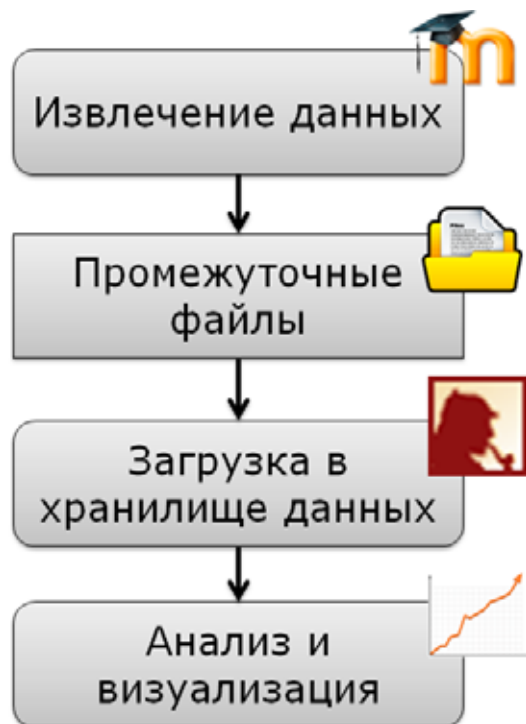 Извлечение данных
Промежуточные
файлы
Загрузка в
хранилище данных
Анализ и
визуализация